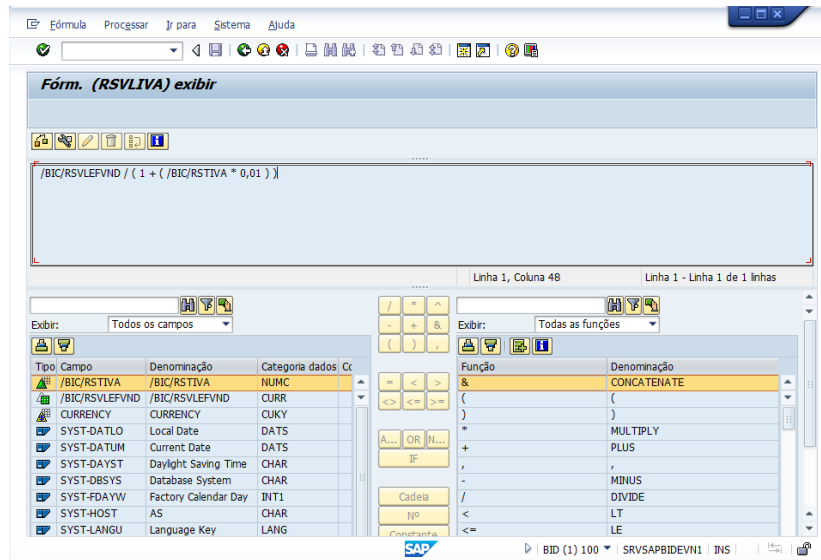 Fórmula Processar Ir para Sistema Ajuda
Fórm. (RSVLIVA) exibir
/BIC/RSVLEFVND / ( 1 + ( /BIC/RSTIVA * 0,01 ) )
Linha 1, Coluna 48 Linha 1 - Linha 1 de 1 linhas
/ * ^
Exibir: Todos os campos - + & Exibir: Todas as funções
( ) ,
Tipo Campo Denominação Categoria dados Função Denominação
/BIC/RSTIVA /BIC/RSTIVA NUMC = < > & CONCATENATE
/BIC/RSVLEFVND /BIC/RSVLEFVND CURR <> <= >= ( (
CURRENCY CURRENCY CUKY ) )
SYST-DATLO Local Date DATS * MULTIPLY
SYST-DATUM Current Date DATS A... OR N... + PLUS
SYST-DAYST Daylight Saving Time CHAR IF , ,
SYST-DBSYS Database System CHAR - MINUS
SYST-FDAYW Factory Calendar Day INT1 Cadeia / DIVIDE
SYST-HOST AS CHAR Nº < LT
SYST-LANGU Language Key LANG Constante <= LE
SAP BID (1) 100 SRVSAPBIDEVN1 INS